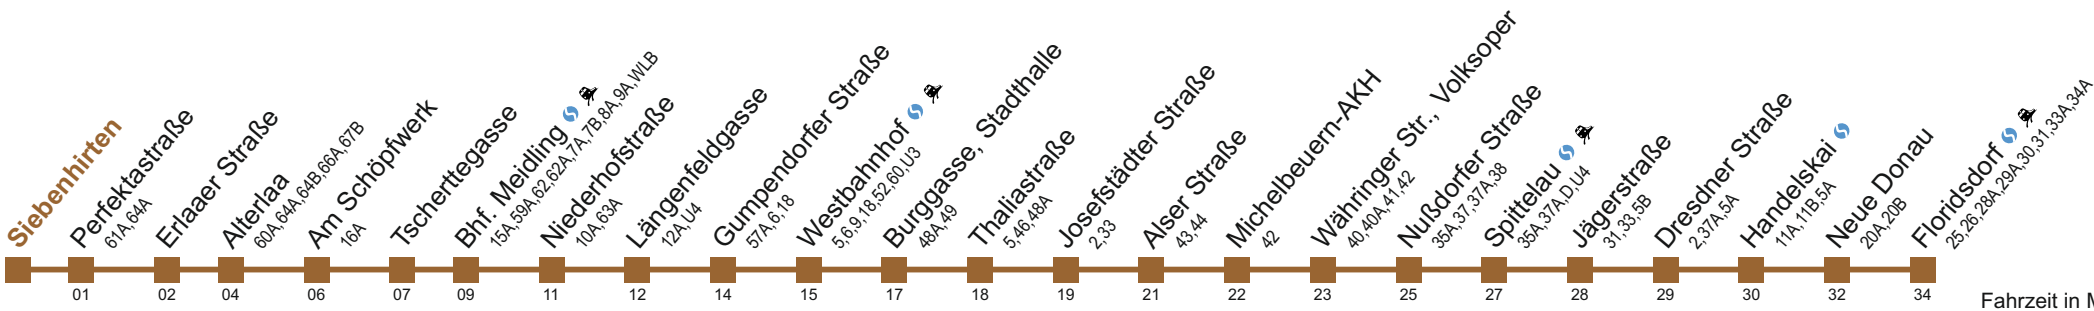 Siebenhirten
Perfektastraße
61A,64A
Erlaaer Straße
Alterlaa
60A,64A,64B,66A,67B
Am Schöpfwerk
16A
Tscherttegasse
Bhf. Meidling
15A,59A,62,62A,7A,7B,8A,9A,WLB
Niederhofstraße
10A,63A
Längenfeldgasse
12A,U4
Gumpendorfer Straße
57A,6,18
Westbahnhof
5,6,9,18,52,60,U3
Burggasse, Stadthalle
48A,49
Thaliastraße
5,46,48A
Josefstädter Straße
2,33
Alser Straße
43,44
Michelbeuern-AKH
42
Währinger Str., Volksoper
40,40A,41,42
Nußdorfer Straße
35A,37,37A,38
Spittelau
35A,37A,D,U4
Jägerstraße
31,33,5B
Dresdner Straße
2,37A,5A
Handelskai
11A,11B,5A
Neue Donau
20A,20B
Floridsdorf
25,26,28A,29A,30,31,33A,34A
01 02 04 06 07 09 11 12 14 15 17 18 19 21 22 23 25 27 28 29 30 32 34
Fahrzeit in